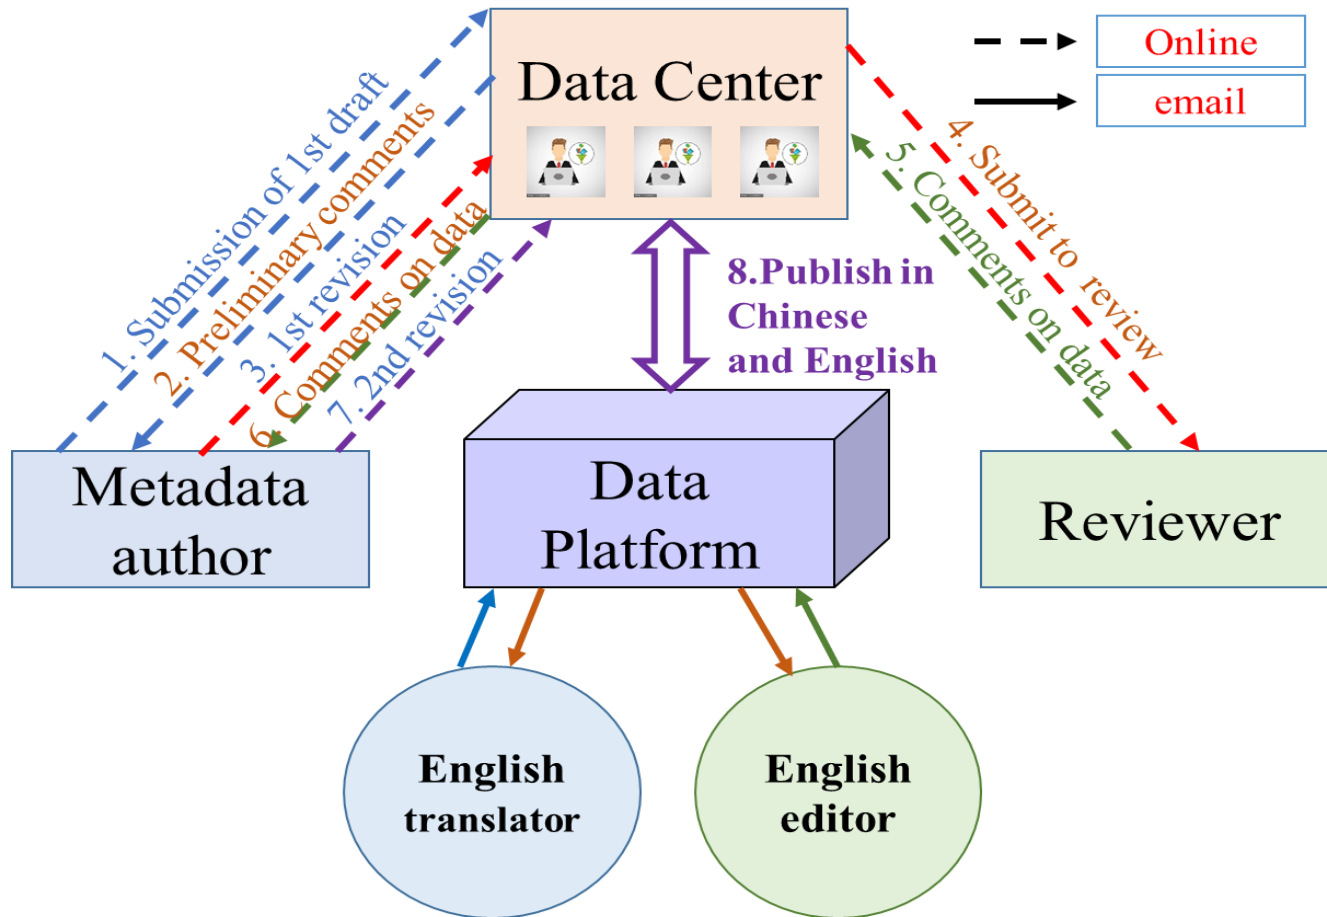 Data Center
Online
email
1. Submission of 1st draft
2. Preliminary comments
3. 1st revision
6. Comments on data
7. 2nd revision
4. Submit to review
5. Comments on data
8.Publish in
Chinese
and English
Metadata
author
Data
Platform
Reviewer
English
translator
English
editor